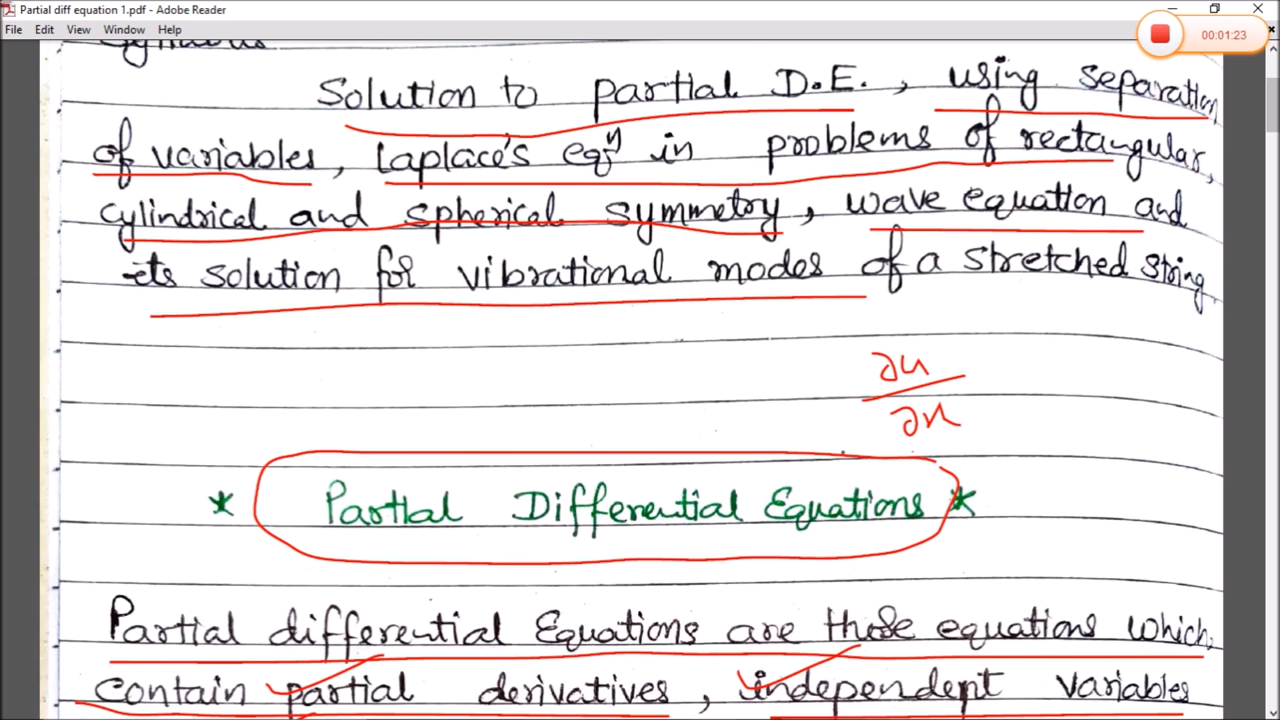 Partial diff equation 1.pdf - Adobe Reader
File Edit View Window Help
00:01:23
Syllabus
Solution to partial D.E., using separation
of variables, Laplace's eqn in problems of rectangular,
cylindrical and spherical symmetry, wave equation and
its solution for vibrational modes of a stretched string.
∂u
∂x
* Partial Differential Equations *
Partial differential Equations are those equations which
contain partial derivatives, independent variables